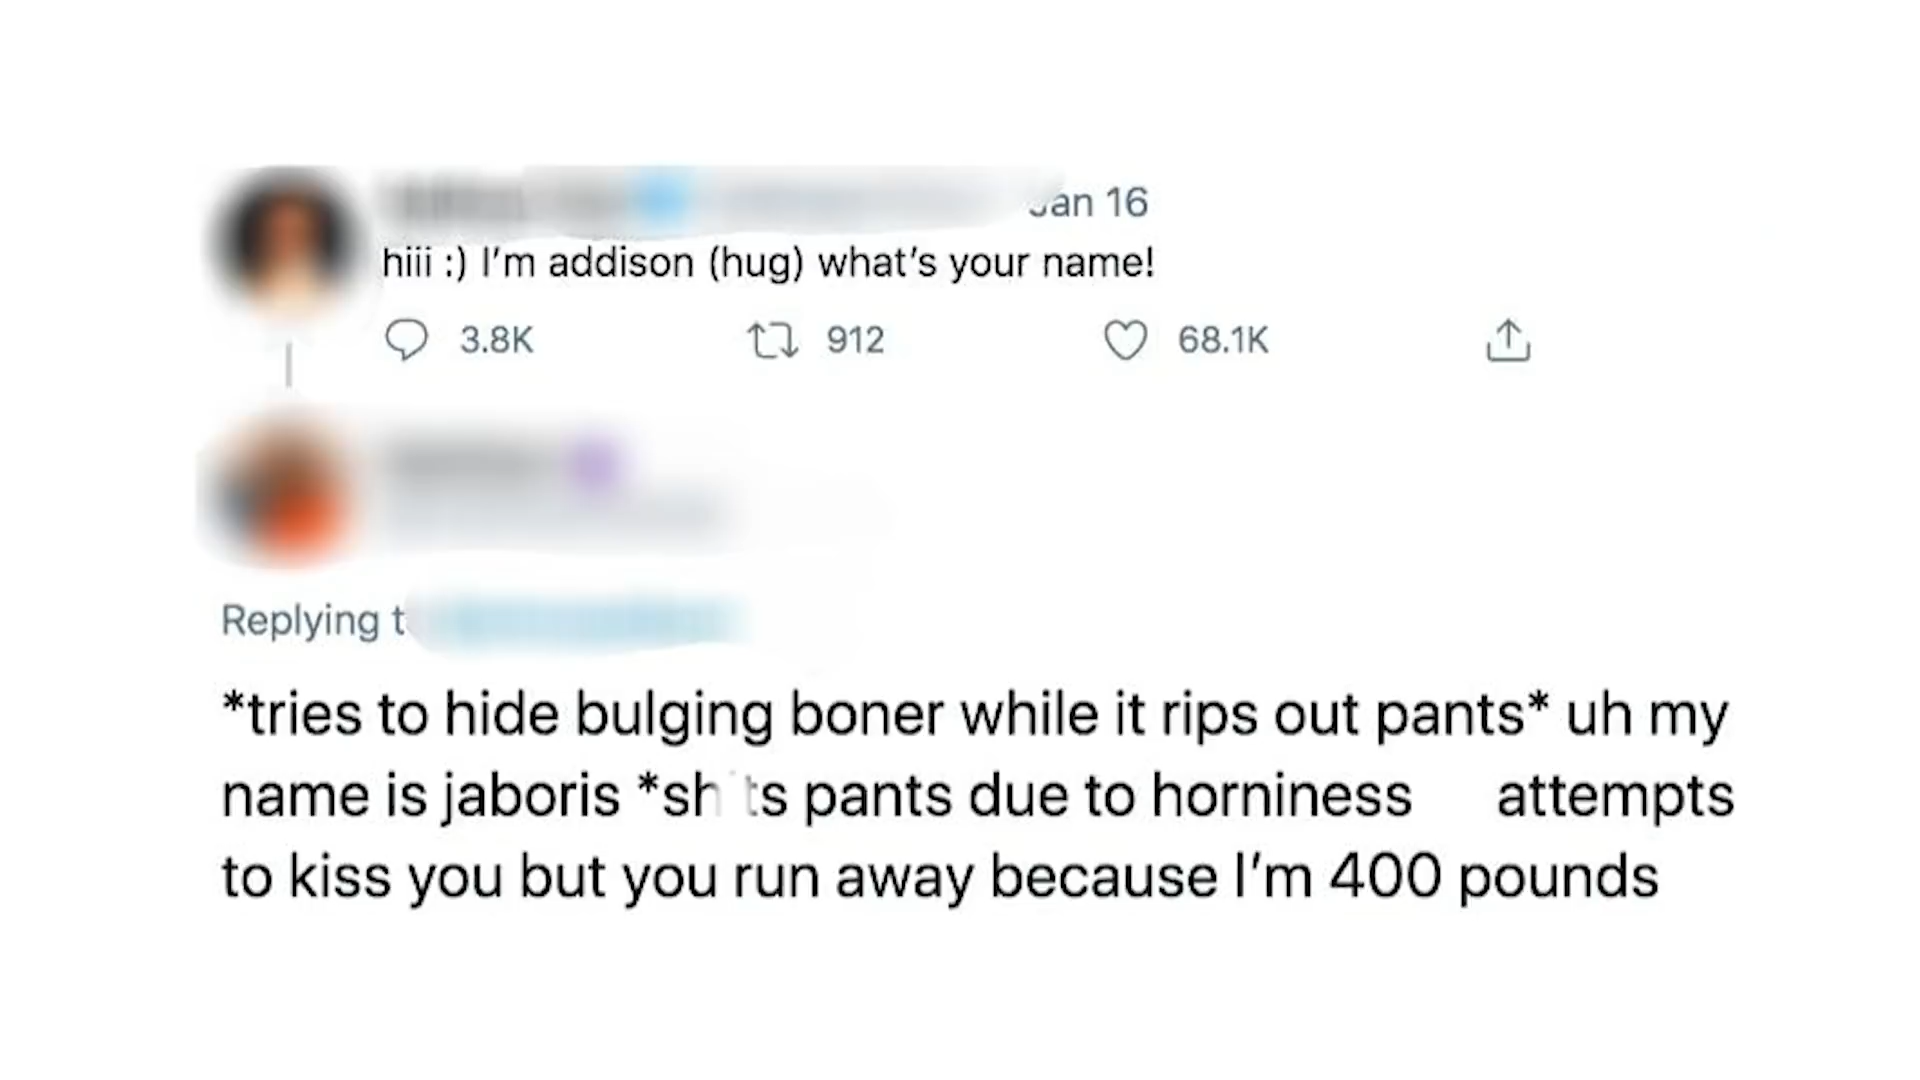 Jan 16
hiii :) I'm addison (hug) what's your name!
3.8K 912 68.1K
Replying t
*tries to hide bulging boner while it rips out pants* uh my
name is jaboris *sh ts pants due to horniness attempts
to kiss you but you run away because I'm 400 pounds